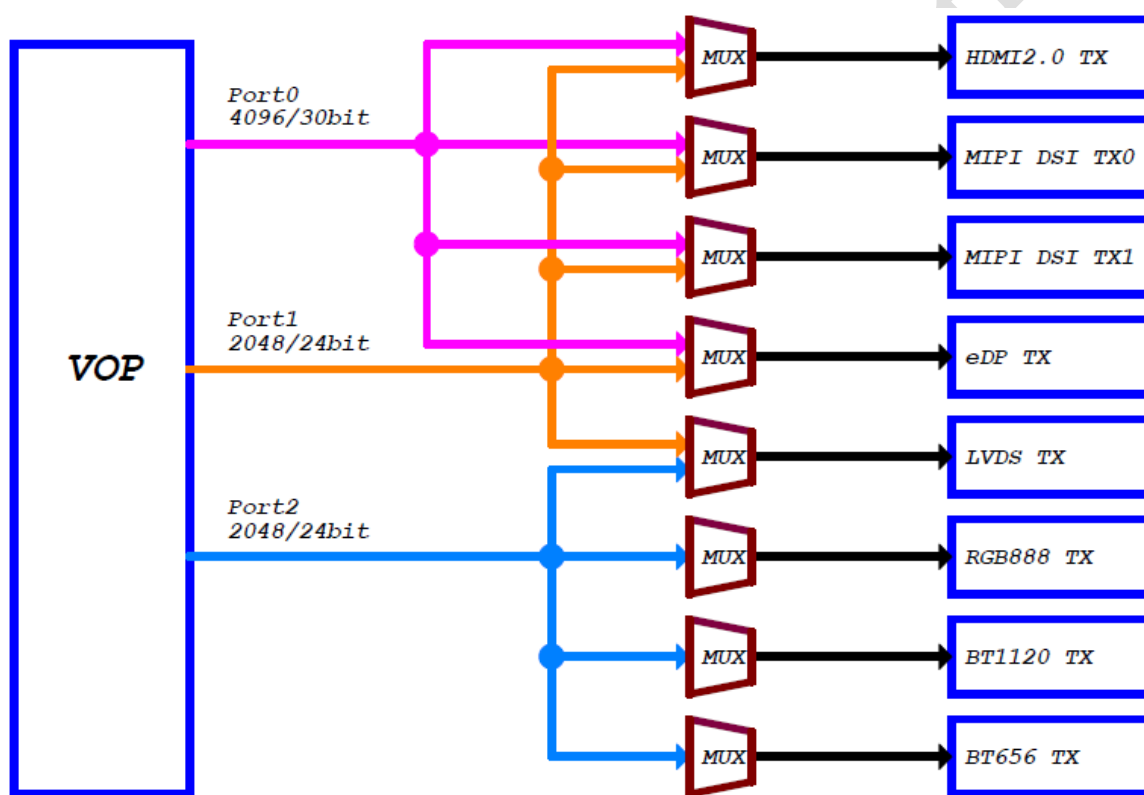 VOP
Port0
4096/30bit
Port1
2048/24bit
Port2
2048/24bit
MUX
HDMI2.0 TX
MUX
MIPI DSI TX0
MUX
MIPI DSI TX1
MUX
eDP TX
MUX
LVDS TX
MUX
RGB888 TX
MUX
BT1120 TX
MUX
BT656 TX